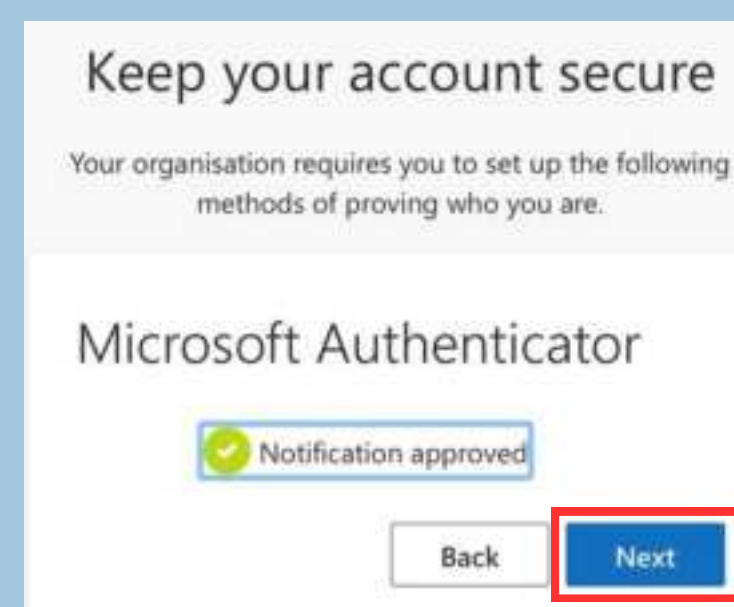 Keep your account secure
Your organisation requires you to set up the following
methods of proving who you are.
Microsoft Authenticator
Notification approved
Back
Next